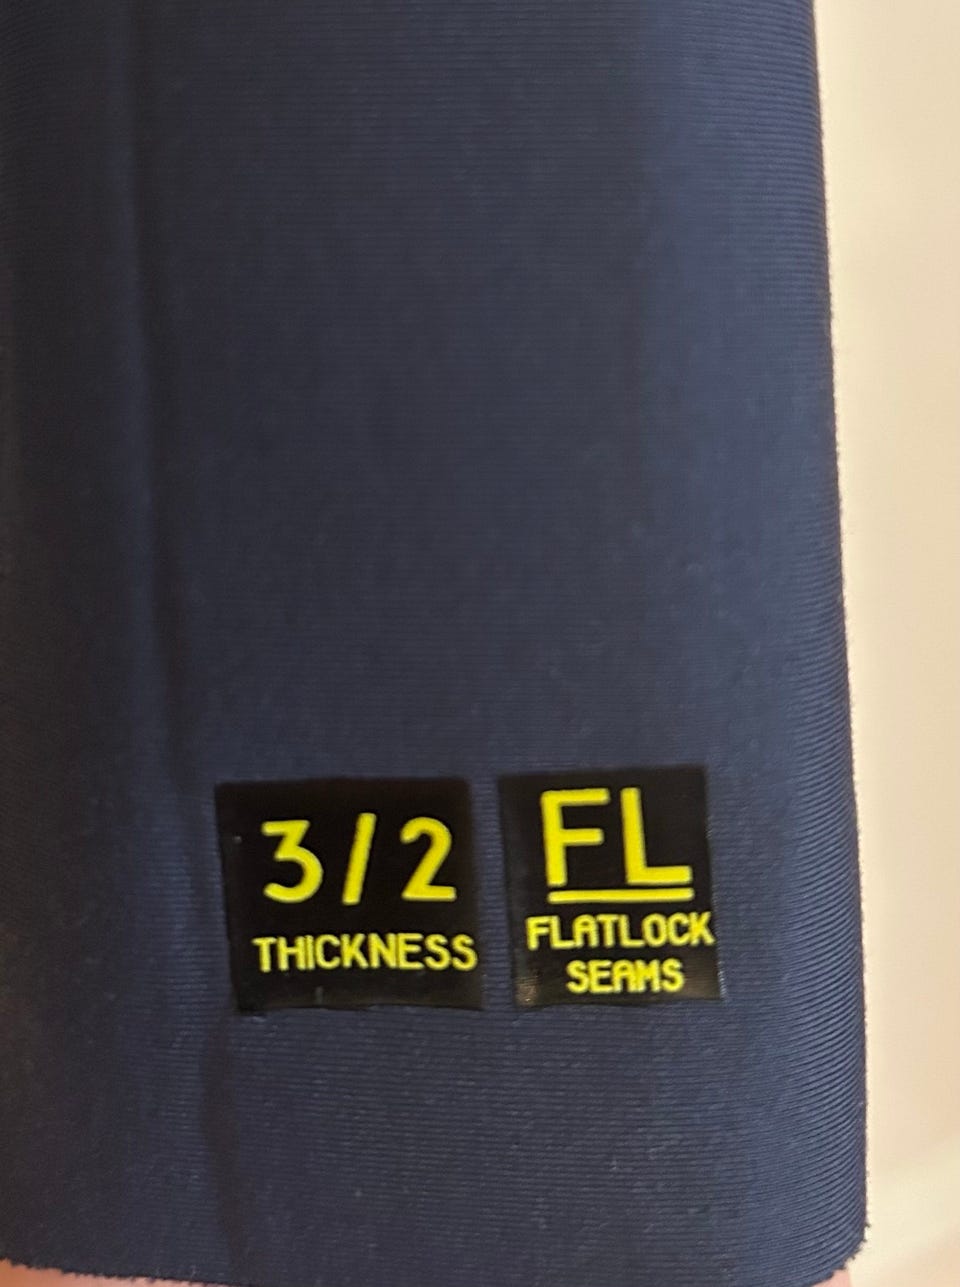 3/2
THICKNESS
FL
FLATLOCK
SEAMS